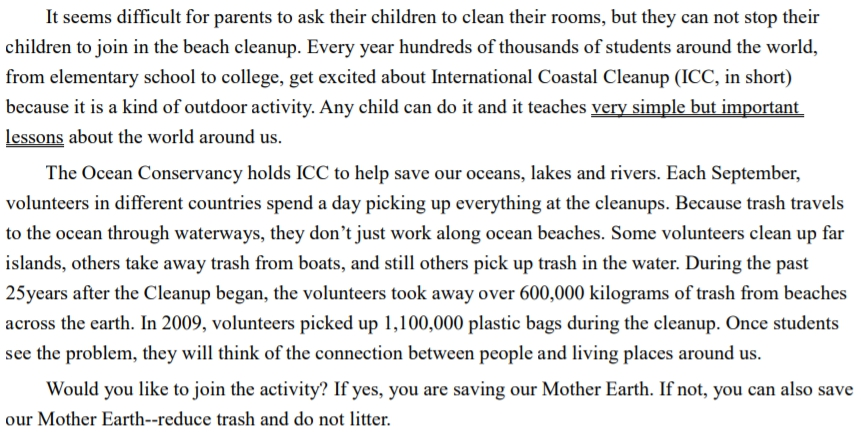 It seems difficult for parents to ask their children to clean their rooms, but they can not stop their
children to join in the beach cleanup. Every year hundreds of thousands of students around the world,
from elementary school to college, get excited about International Coastal Cleanup (ICC, in short)
because it is a kind of outdoor activity. Any child can do it and it teaches very simple but important
lessons about the world around us.
The Ocean Conservancy holds ICC to help save our oceans, lakes and rivers. Each September,
volunteers in different countries spend a day picking up everything at the cleanups. Because trash travels
to the ocean through waterways, they don’t just work along ocean beaches. Some volunteers clean up far
islands, others take away trash from boats, and still others pick up trash in the water. During the past
25years after the Cleanup began, the volunteers took away over 600,000 kilograms of trash from beaches
across the earth. In 2009, volunteers picked up 1,100,000 plastic bags during the cleanup. Once students
see the problem, they will think of the connection between people and living places around us.
Would you like to join the activity? If yes, you are saving our Mother Earth. If not, you can also save
our Mother Earth--reduce trash and do not litter.